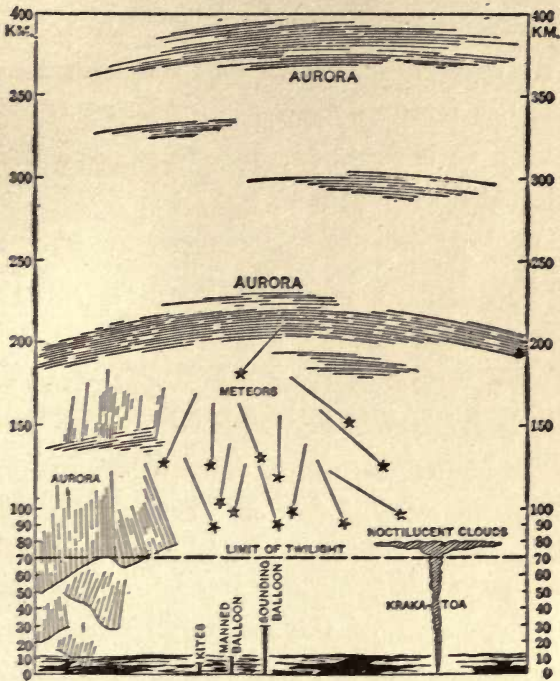 400
KM.
350
300
250
200
150
100
90
80
70
60
50
40
30
20
10
0
AURORA
AURORA
METEORS
AURORA
NOCTILUCENT CLOUDS
LIMIT OF TWILIGHT
KRAKA-TOA
KITES
MANNED
BALLOON
SOUNDING
BALLOON
400
KM.
350
300
250
200
150
100
90
80
70
60
50
40
30
20
10
0